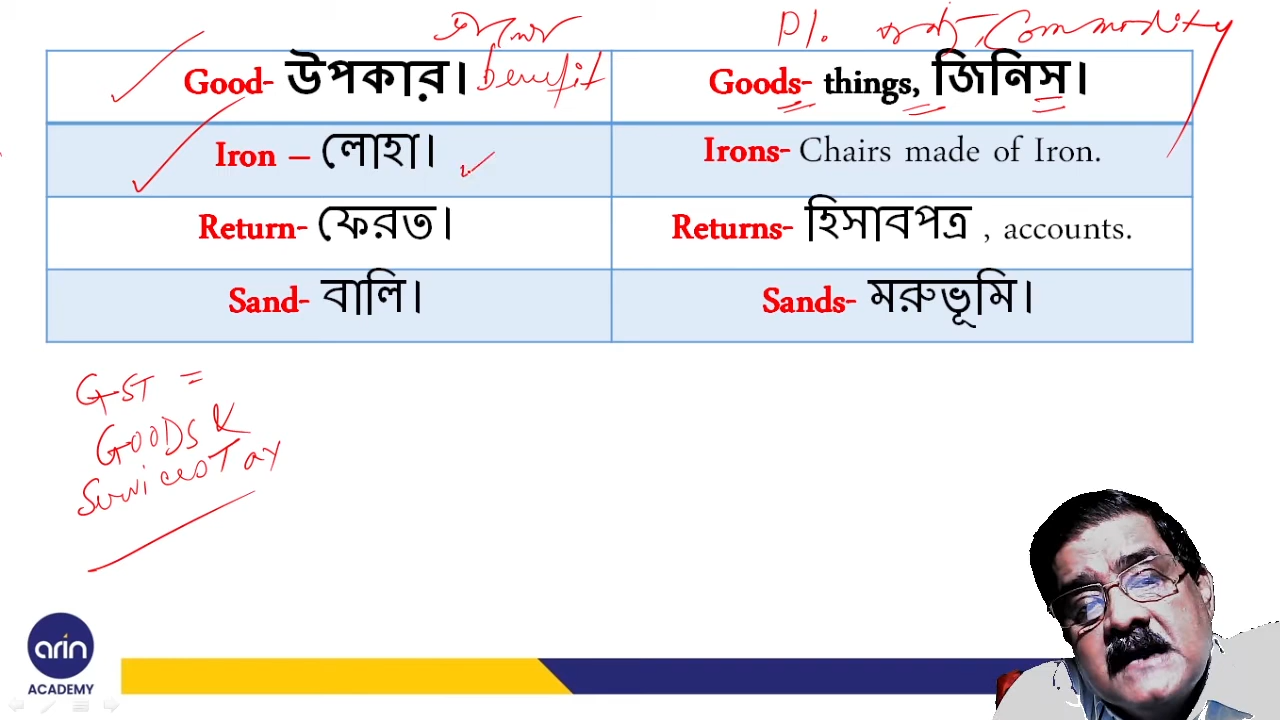 Pl. Commodity
Good- উপকার। benefit
Goods- things, জিনিস।
Iron – লোহা।
Irons- Chairs made of Iron.
Return- ফেরত।
Returns- হিসাবপত্র , accounts.
Sand- বালি।
Sands- মরুভূমি।
GST =
GOODS &
Services Tax
arin
ACADEMY